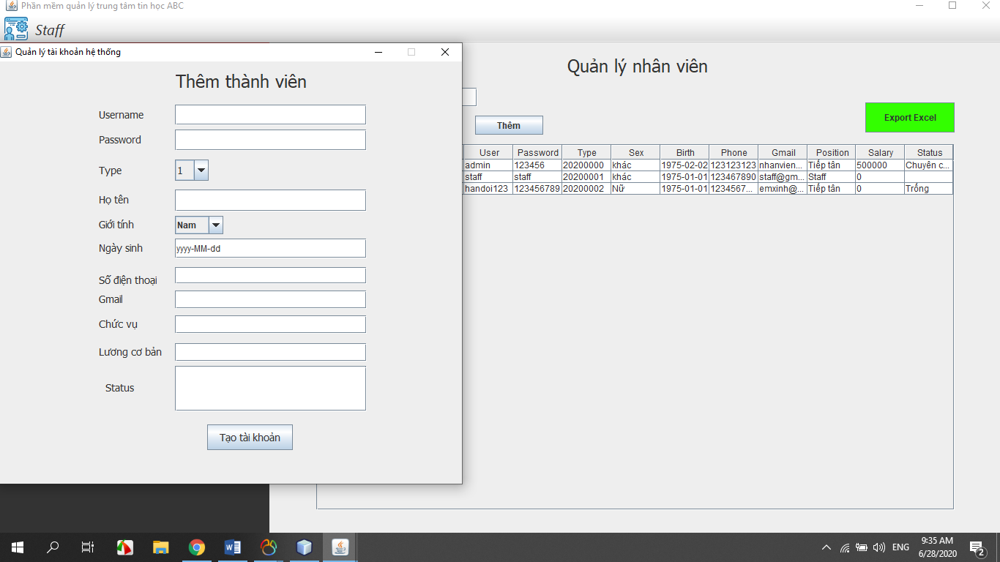 Phần mềm quản lý trung tâm tin học ABC
Staff
Quản lý tài khoản hệ thống
Thêm thành viên
Username
Password
Type
1
Họ tên
Giới tính
Nam
Ngày sinh
yyyy-MM-dd
Số điện thoại
Gmail
Chức vụ
Lương cơ bản
Status
Tạo tài khoản
Quản lý nhân viên
Thêm
Export Excel
User Password Type Sex Birth Phone Gmail Position Salary Status
admin 123456 20200000 khác 1975-02-02 123123123 nhanvien... Tiếp tân 500000 Chuyên c...
staff staff 20200001 khác 1975-01-01 123467890 staff@gm... Staff 0
handoi123 123456789 20200002 Nữ 1975-01-01 1234567... emxinh@... Tiếp tân 0 Trống
ENG
9:35 AM
6/28/2020
2